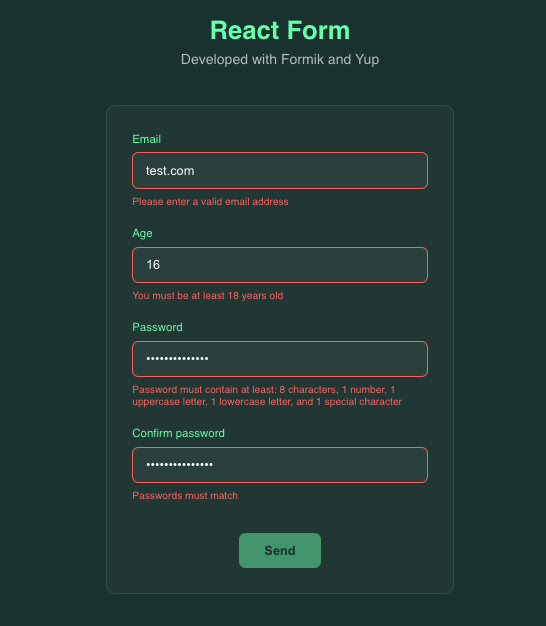 React Form
Developed with Formik and Yup
Email
test.com
Please enter a valid email address
Age
16
You must be at least 18 years old
Password
••••••••••••••
Password must contain at least: 8 characters, 1 number, 1
uppercase letter, 1 lowercase letter, and 1 special character
Confirm password
•••••••••••••••
Passwords must match
Send